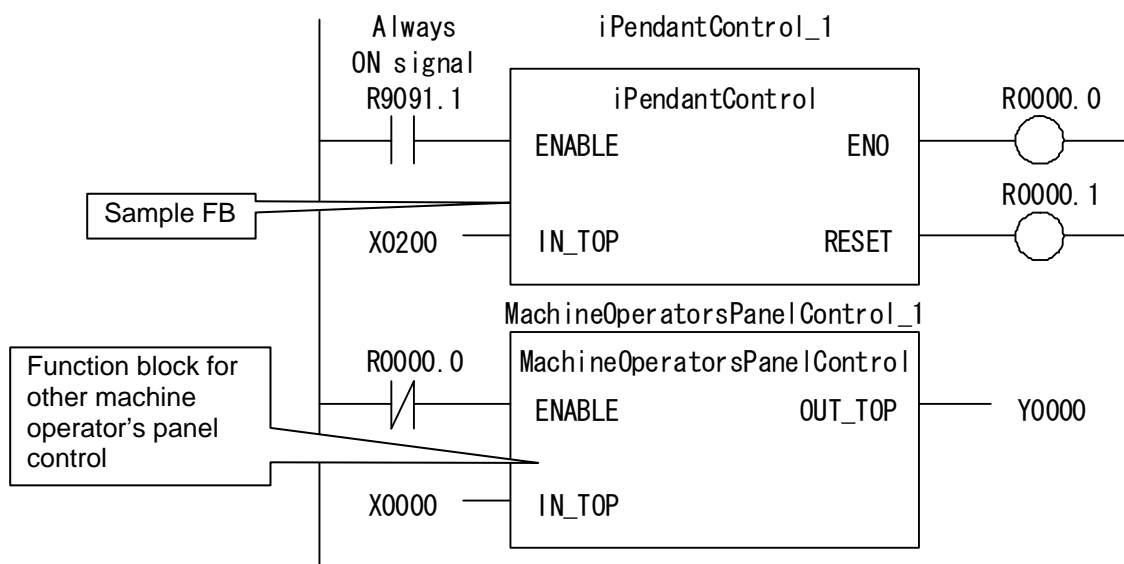 Always
ON signal
R9091.1
iPendantControl_1
iPendantControl
ENABLE
ENO
R0000.0
Sample FB
X0200
IN_TOP
RESET
R0000.1
MachineOperatorsPanelControl_1
MachineOperatorsPanelControl
Function block for
other machine
operator's panel
control
R0000.0
ENABLE
OUT_TOP
Y0000
X0000
IN_TOP